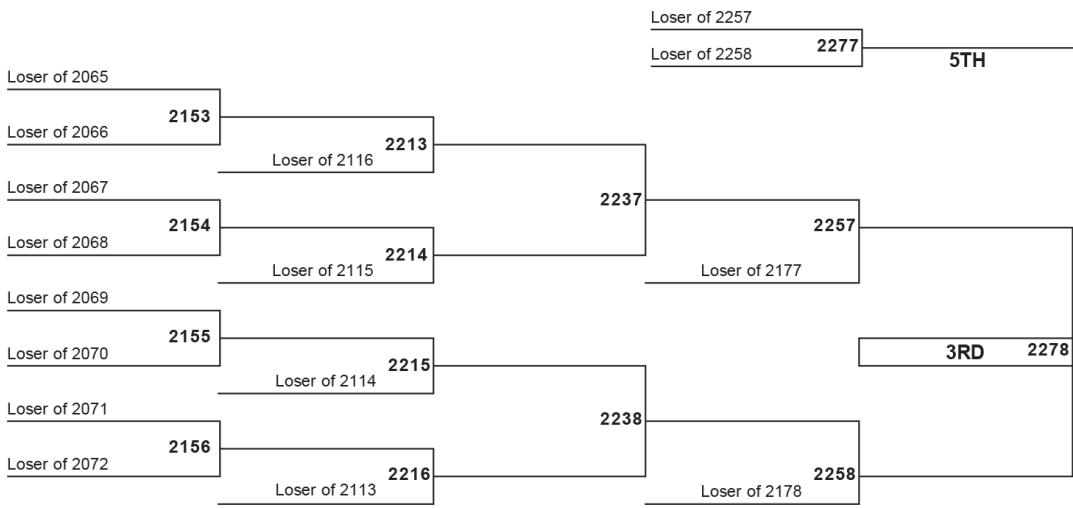 Loser of 2257
Loser of 2258
2277
5TH
Loser of 2065
2153
Loser of 2066
2213
Loser of 2116
Loser of 2067
2237
2154
2257
Loser of 2068
2214
Loser of 2115
Loser of 2177
Loser of 2069
2155
Loser of 2070
3RD
2278
2215
Loser of 2114
Loser of 2071
2238
2156
Loser of 2072
2216
2258
Loser of 2113
Loser of 2178